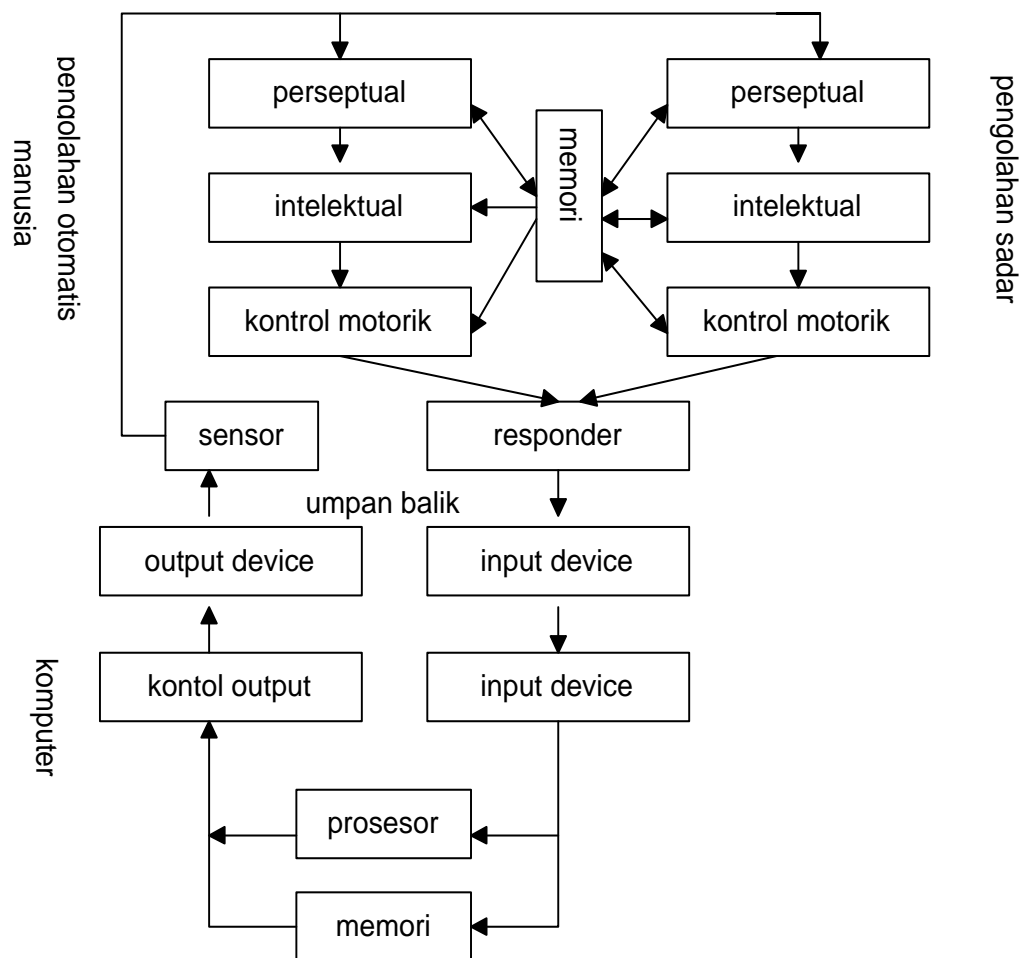 pengolahan otomatis
manusia
perseptual
perseptual
memori
pengolahan sadar
intelektual
intelektual
kontrol motorik
kontrol motorik
sensor
responder
umpan balik
output device
input device
komputer
kontol output
input device
prosesor
memori